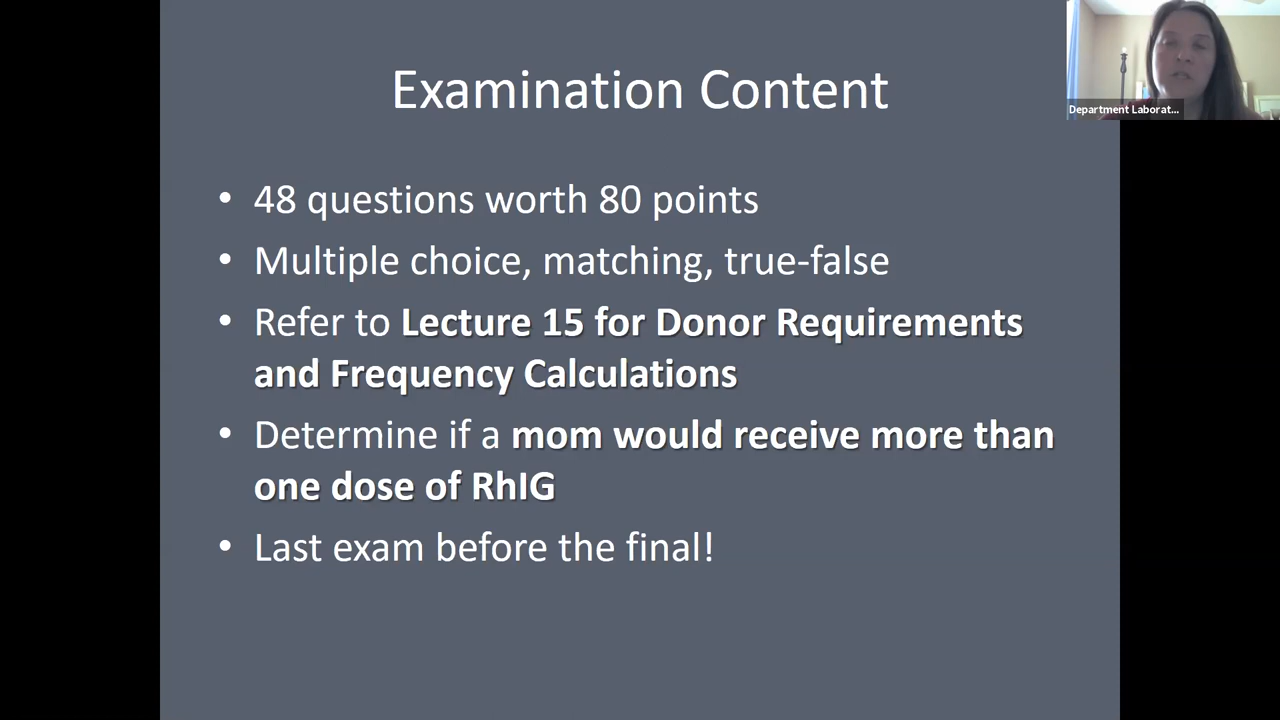 Examination Content
Department Laborat...
• 48 questions worth 80 points
• Multiple choice, matching, true-false
• Refer to Lecture 15 for Donor Requirements
and Frequency Calculations
• Determine if a mom would receive more than
one dose of RhIG
• Last exam before the final!